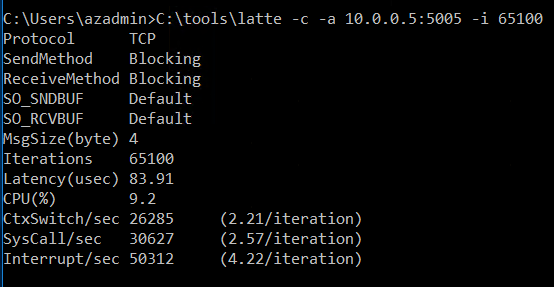 C:\Users\azadmin>C:\tools\latte -c -a 10.0.0.5:5005 -i 65100
Protocol      TCP
SendMethod    Blocking
ReceiveMethod Blocking
SO_SNDBUF     Default
SO_RCVBUF     Default
MsgSize(byte) 4
Iterations    65100
Latency(usec) 83.91
CPU(%)        9.2
CtxSwitch/sec 26285     (2.21/iteration)
SysCall/sec   30627     (2.57/iteration)
Interrupt/sec 50312     (4.22/iteration)